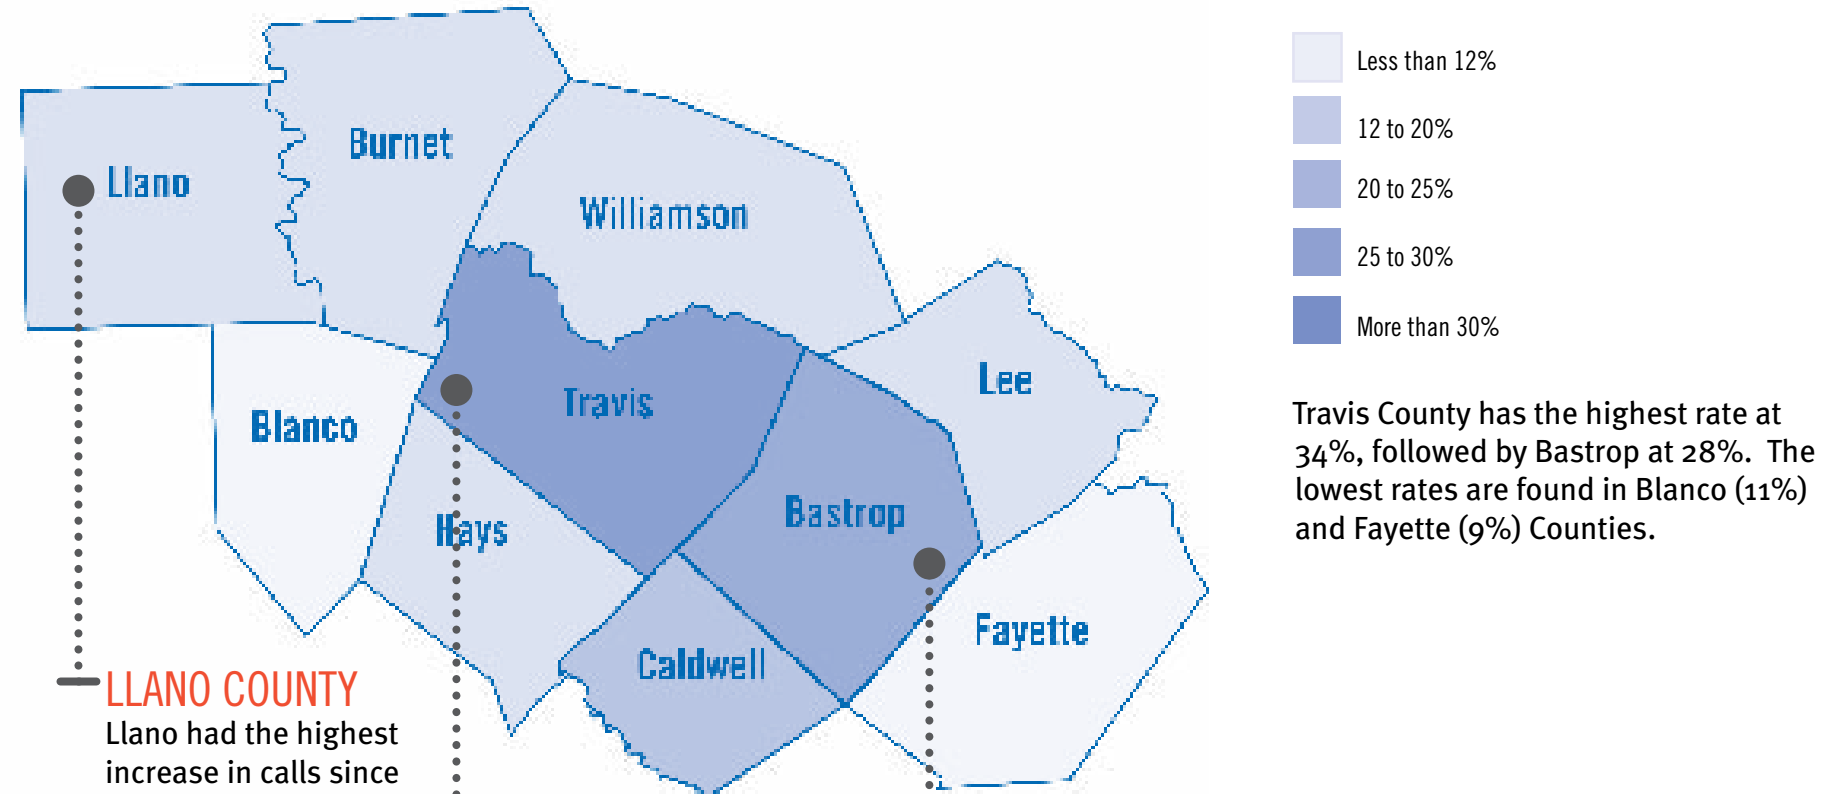 Burnet
Llano
Williamson
Travis
Lee
Blanco
Bastrop
Hays
Fayette
Caldwell
LLANO COUNTY
Llano had the highest
increase in calls since
Less than 12%
12 to 20%
20 to 25%
25 to 30%
More than 30%
Travis County has the highest rate at
34%, followed by Bastrop at 28%. The
lowest rates are found in Blanco (11%)
and Fayette (9%) Counties.